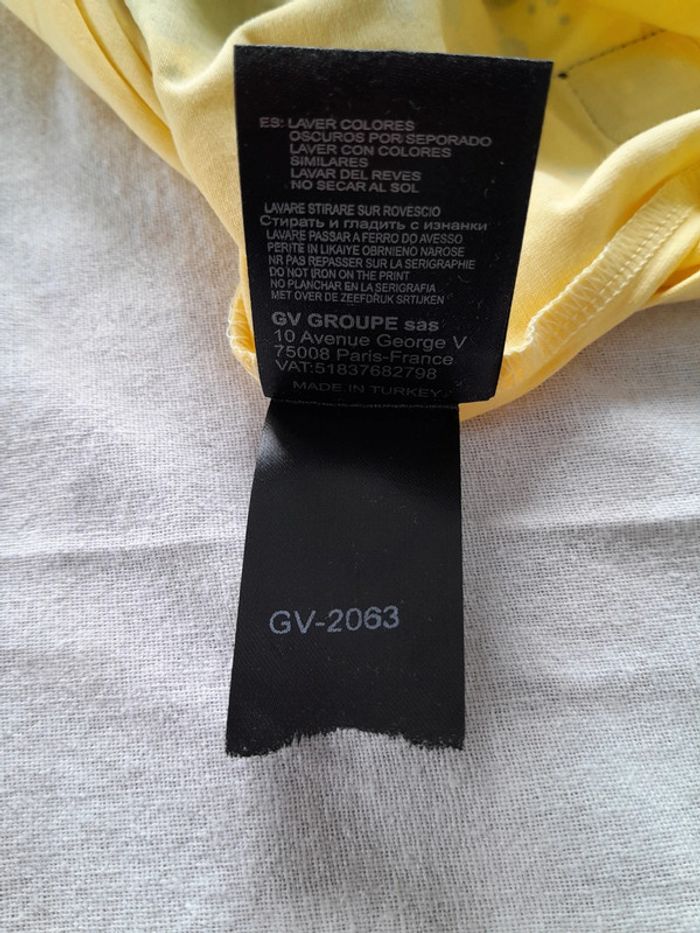 ES: LAVER COLORES
OSCUROS POR SEPORADO
LAVER CON COLORES
SIMILARES
LAVAR DEL REVES
NO SECAR AL SOL
LAVARE STIRARE SUR ROVESCIO
Стирать и гладить с изнанки
LAVARE PASSAR A FERRO DO AVESSO
PERITE IN LIKAIYE OBRNIENO NAROSE
NR PAS REPASSER LA SERIGRAPHIE
DO NOT IRON ON THE PRINT
NO PLANCHAR EN LA SERIGRAFIA
MET OVER DE ZEEFDRUK SRTIJKEN
GV GROUPE sas
10 Avenue George V
75008 Paris-France
VAT:51837682798
MADE IN TURKEY
GV-2063